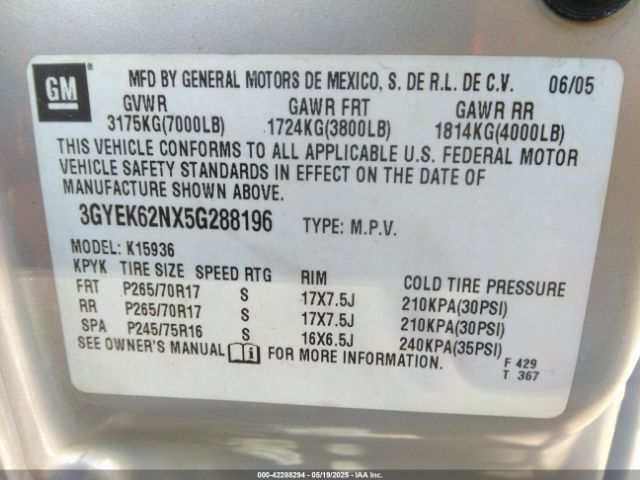 GM ®
MFD BY GENERAL MOTORS DE MEXICO, S. DE R.L. DE C.V. 06/05
GVWR GAWR FRT GAWR RR
3175KG(7000LB) 1724KG(3800LB) 1814KG(4000LB)
THIS VEHICLE CONFORMS TO ALL APPLICABLE U.S. FEDERAL MOTOR
VEHICLE SAFETY STANDARDS IN EFFECT ON THE DATE OF
MANUFACTURE SHOWN ABOVE.
3GYEK62NX5G288196 TYPE: M.P.V.
MODEL: K15936
KPYK TIRE SIZE SPEED RTG RIM COLD TIRE PRESSURE
FRT P265/70R17 S 17X7.5J 210KPA(30PSI)
RR P265/70R17 S 17X7.5J 210KPA(30PSI)
SPA P245/75R16 S 16X6.5J 240KPA(35PSI)
SEE OWNER'S MANUAL i FOR MORE INFORMATION.
F 429
T 367
000-42288294 - 05/19/2025 - IAA, Inc.